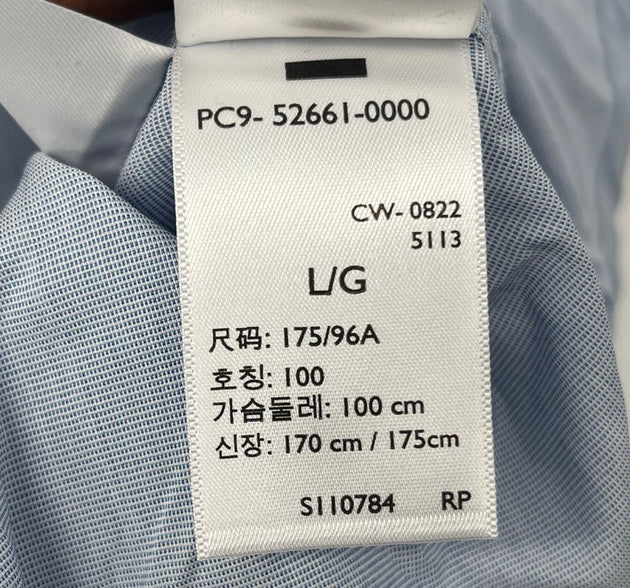 PC9- 52661-0000
CW- 0822
5113
L/G
尺码: 175/96A
호칭: 100
가슴둘레: 100 cm
신장: 170 cm / 175cm
S110784 RP